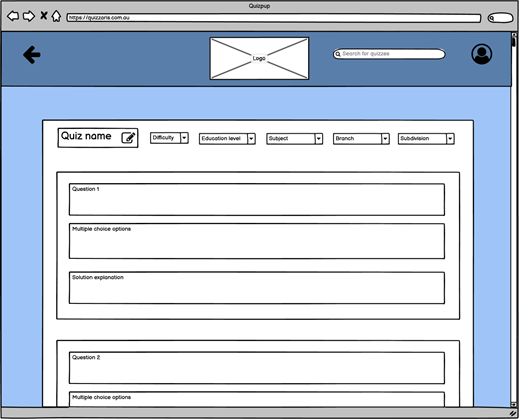 Quizpup
https://quizzoris.com.au
Logo
Search for quizzes
Quiz name
Difficulty
Education level
Subject
Branch
Subdivision
Question 1
Multiple choice options
Solution explanation
Question 2
Multiple choice options